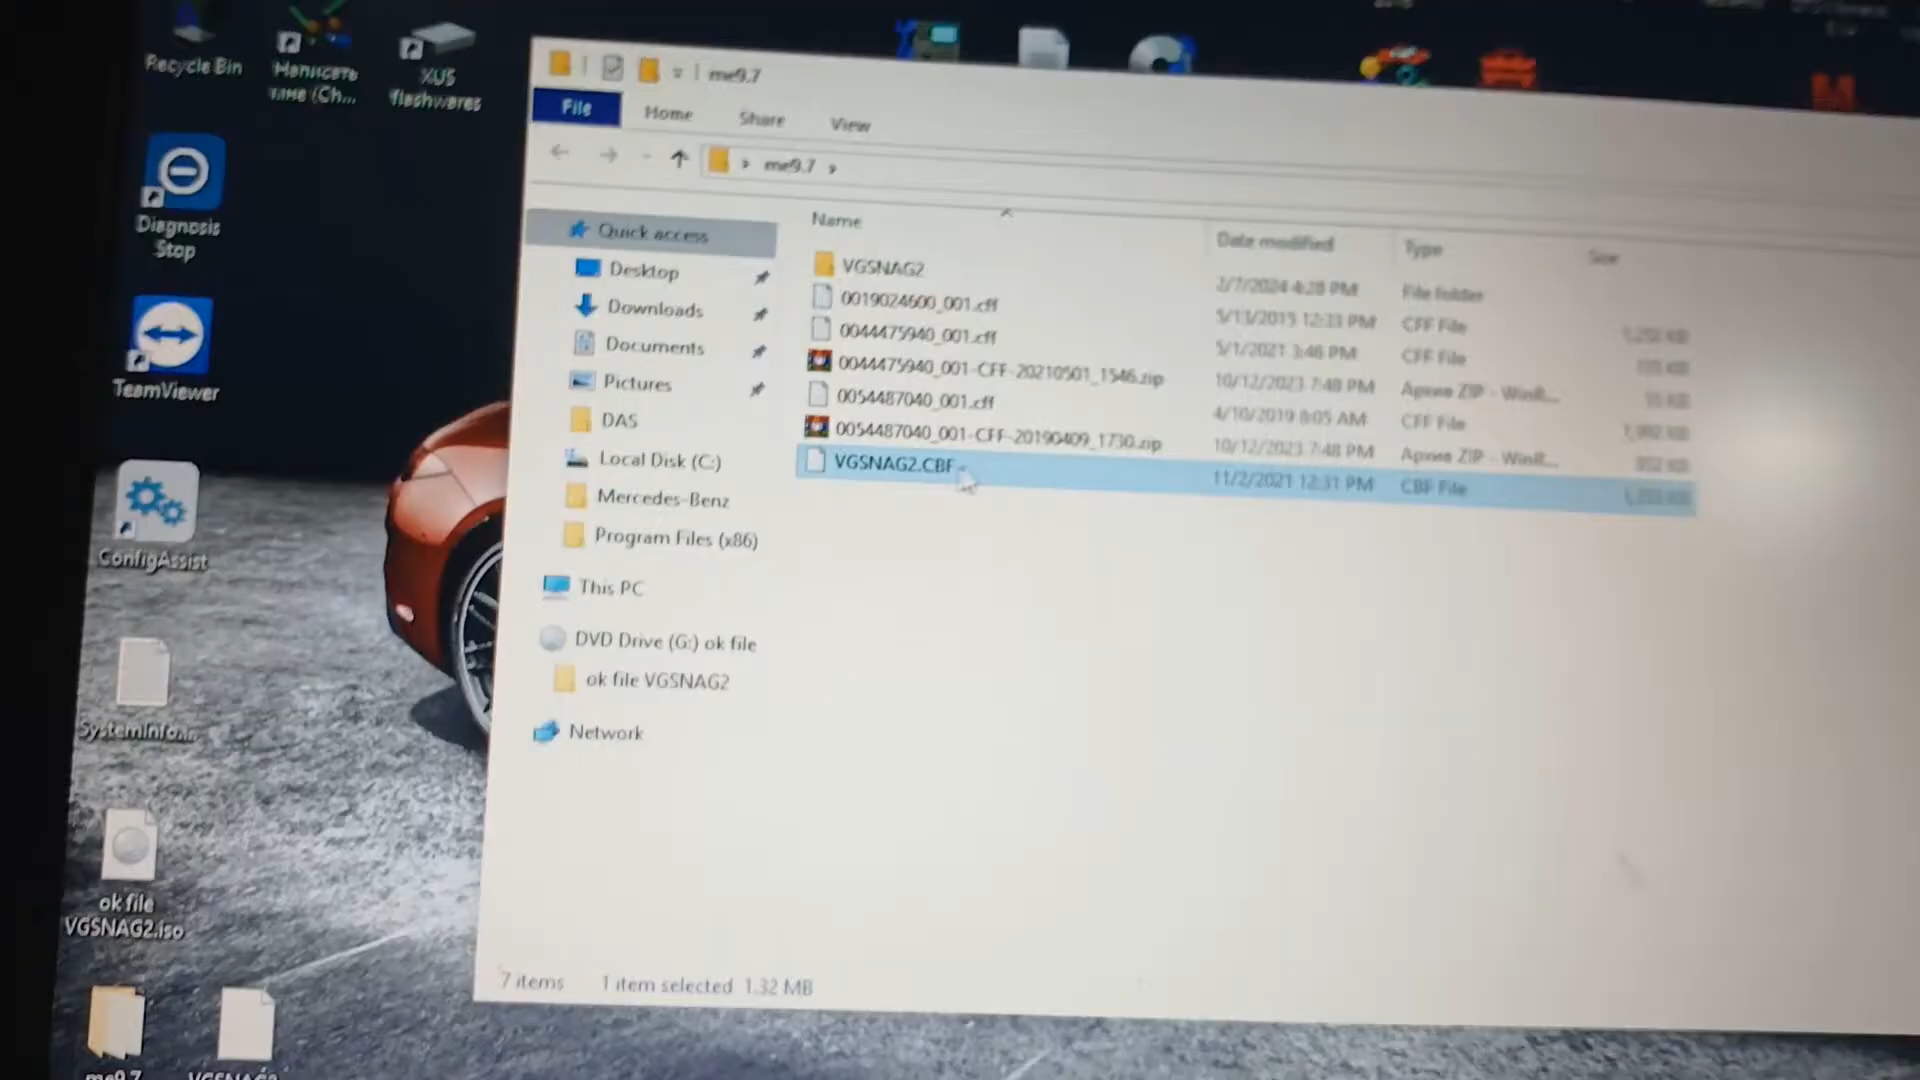 Recycle Bin
Написать
XUS
flashwares
Diagnosis
Stop
TeamViewer
ConfigAssist
SystemInfo...
ok file
VGSNAG2.iso
me9.7
VGSNAG2
me9.7
File
Home
Share
View
me9.7
Quick access
Desktop
Downloads
Documents
Pictures
DAS
Local Disk (C:)
Mercedes-Benz
Program Files (x86)
This PC
DVD Drive (G:) ok file
ok file VGSNAG2
Network
Name Date modified Type Size
VGSNAG2 2/7/2024 4:28 PM File folder
0019024600_001.cff 5/13/2015 12:33 PM CFF File
0044475940_001.cff 5/1/2021 3:46 PM CFF File
0044475940_001-CFF-20210501_1546.zip 10/12/2023 7:48 PM Архив ZIP - WinR...
0054487040_001.cff 4/10/2019 8:05 AM CFF File
0054487040_001-CFF-20190409_1730.zip 10/12/2023 7:48 PM Архив ZIP - WinR...
VGSNAG2.CBF 11/2/2021 12:31 PM CBF File
7 items 1 item selected 1.32 MB